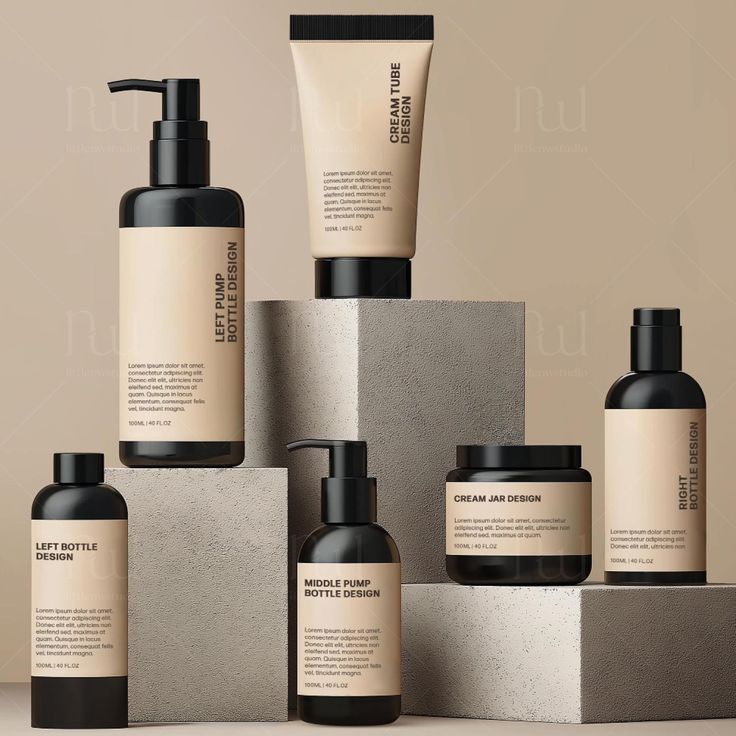 CREAM TUBE
DESIGN
Lorem ipsum dolor sit amet,
consectetur adipiscing elit.
Donec elit elit, ultricies non
eleifend sed, maximus at
quam. Quisque in lacus
elementum, consequat felis
vel, tincidunt magna.
100ML | 40 FL.OZ
LEFT PUMP
BOTTLE DESIGN
Lorem ipsum dolor sit amet,
consectetur adipiscing elit.
Donec elit elit, ultricies non
eleifend sed, maximus at
quam. Quisque in lacus
elementum, consequat felis
vel, tincidunt magna.
100ML | 40 FL.OZ
RIGHT
BOTTLE DESIGN
Lorem ipsum dolor sit amet,
consectetur adipiscing elit.
Donec elit elit, ultricies non
100ML | 40 FL.OZ
CREAM JAR DESIGN
Lorem ipsum dolor sit amet, consectetur
adipiscing elit. Donec elit elit, ultricies non
eleifend sed, maximus at quam.
100ML | 40 FL.OZ
LEFT BOTTLE
DESIGN
Lorem ipsum dolor sit amet,
consectetur adipiscing elit.
Donec elit elit, ultricies non
eleifend sed, maximus at
quam. Quisque in lacus
elementum, consequat felis
vel, tincidunt magna.
100ML | 40 FL.OZ
MIDDLE PUMP
BOTTLE DESIGN
Lorem ipsum dolor sit amet,
consectetur adipiscing elit.
Donec elit elit, ultricies non
eleifend sed, maximus at
quam. Quisque in lacus
elementum, consequat felis
vel, tincidunt magna.
100ML | 40 FL.OZ